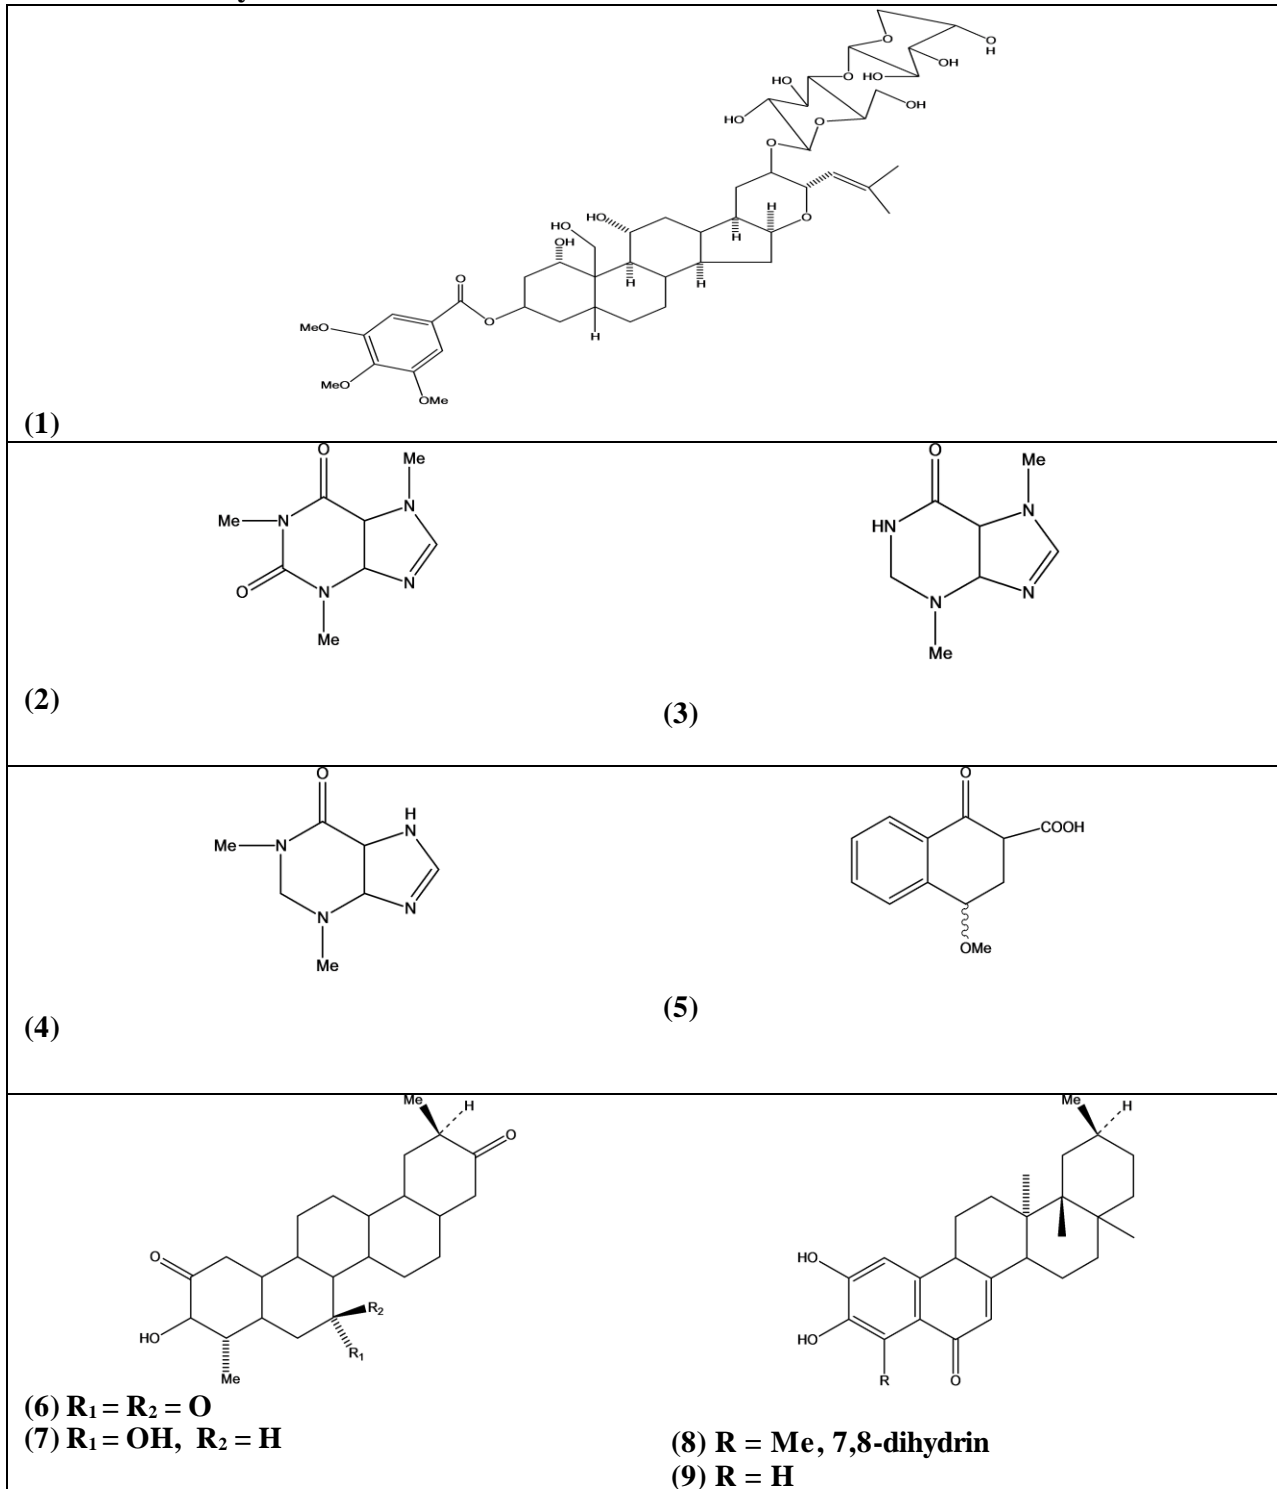 O
H
OH
HO
O
O
HO
OH
HO
O
O
HO
HO
OH
H
H
O
H
H
O
O
MeO
MeO
OMe
H
(1)
O
Me
Me
N
N
O
N
N
Me
(2)
O
Me
HN
N
N
N
Me
(3)
O
H
Me
N
N
N
N
Me
(4)
O
COOH
OMe
(5)
Me
H
O
O
HO
R₂
R₁
Me
(6) R₁ = R₂ = O
(7) R₁ = OH, R₂ = H
Me
H
HO
HO
R
O
(8) R = Me, 7,8-dihydrin
(9) R = H